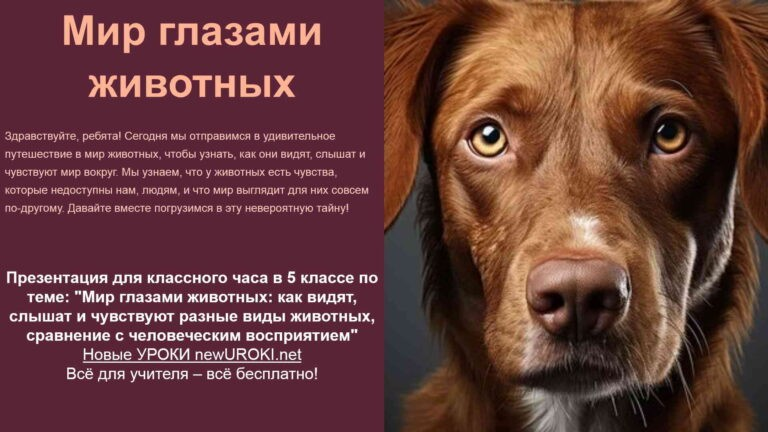 Мир глазами
животных
Здравствуйте, ребята! Сегодня мы отправимся в удивительное
путешествие в мир животных, чтобы узнать, как они видят, слышат и
чувствуют мир вокруг. Мы узнаем, что у животных есть чувства,
которые недоступны нам, людям, и что мир выглядит для них совсем
по-другому. Давайте вместе погрузимся в эту невероятную тайну!
Презентация для классного часа в 5 классе по
теме: "Мир глазами животных: как видят,
слышат и чувствуют разные виды животных,
сравнение с человеческим восприятием"
Новые УРОКИ newUROKI.net
Всё для учителя – всё бесплатно!